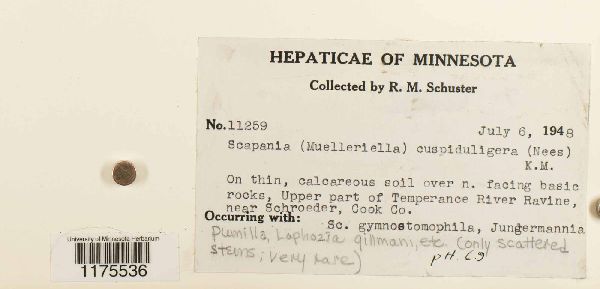 HEPATICAE OF MINNESOTA
Collected by R. M. Schuster
No. 11259 July 6, 1948
Scapania (Muelleriella) cuspiduligera (Nees)
K.M.
On thin, calcareous soil over n. facing basic
rocks, Upper part of Temperance River Ravine,
near Schroeder, Cook Co.
Occurring with: Sc. gymnostomophila, Jungermannia
pumila, Lophozia gillmani, etc. (only scattered
stems; very rare) pH 6.9
University of Minnesota Herbarium
1175536